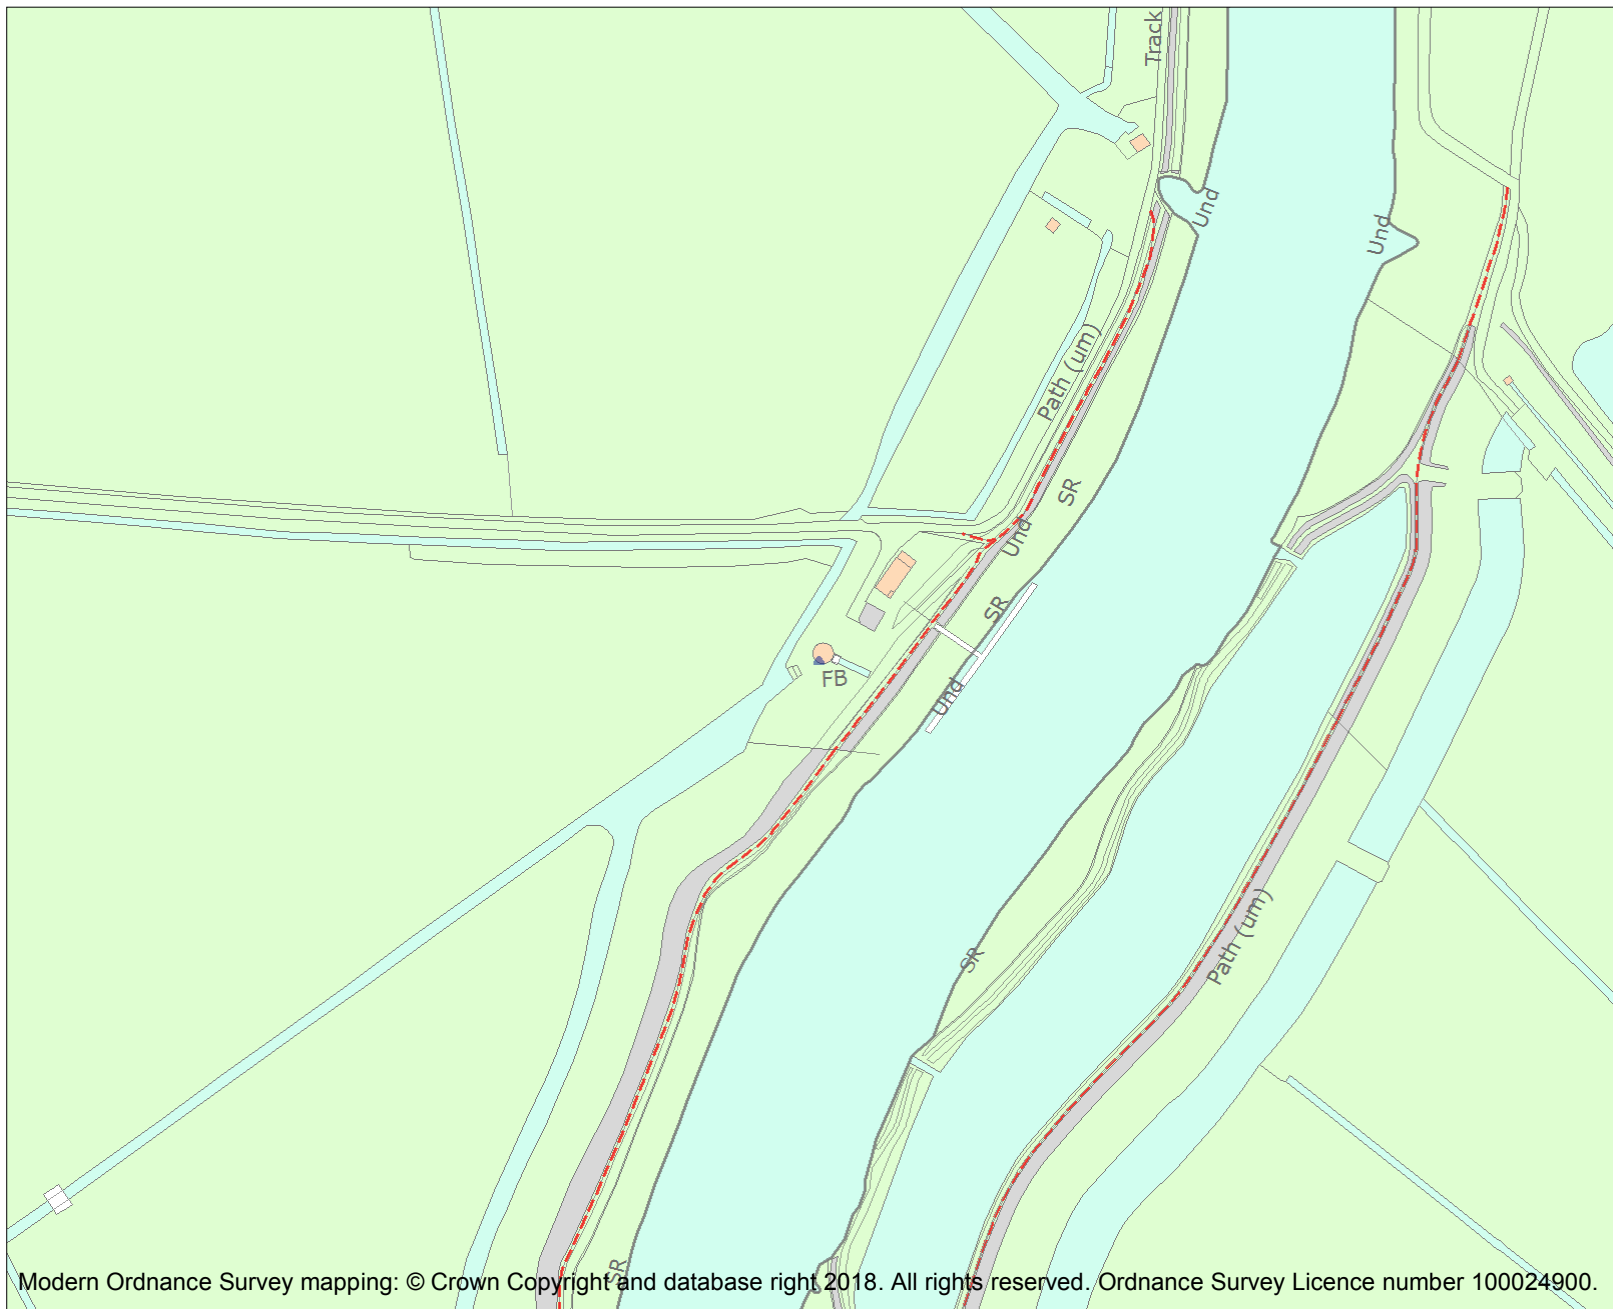 Track
Und
Und
Path (um)
SR
Und
SR
FB
Und
Path (um)
SR
SR
Modern Ordnance Survey mapping: © Crown Copyright and database right 2018. All rights reserved. Ordnance Survey Licence number 100024900.